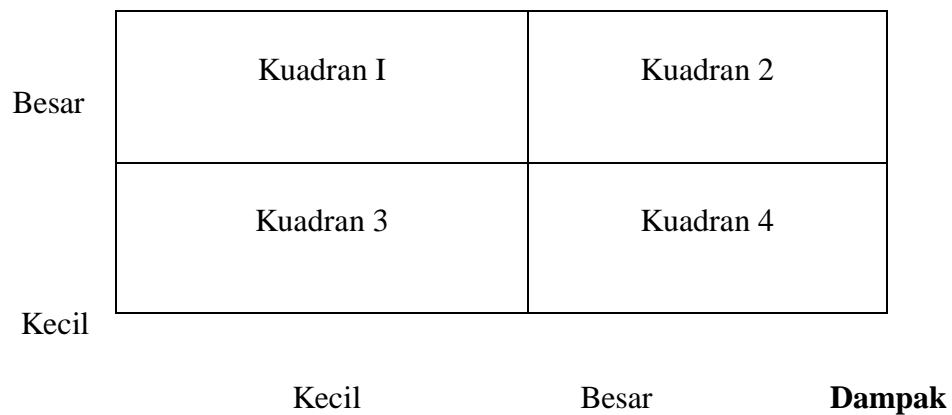 Kuadran I Kuadran 2
Besar
Kuadran 3 Kuadran 4
Kecil
Kecil Besar Dampak